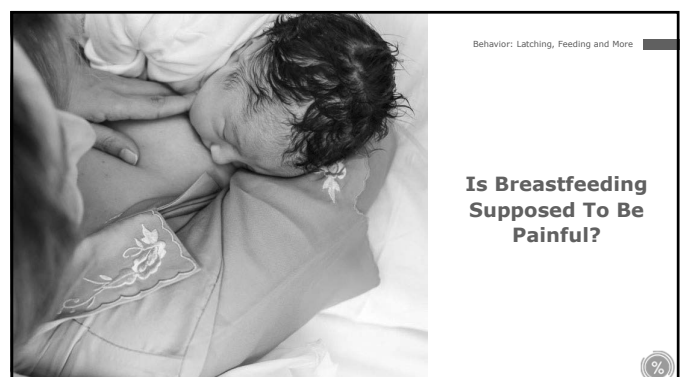 Behavior: Latching, Feeding and More
Is Breastfeeding
Supposed To Be
Painful?
%